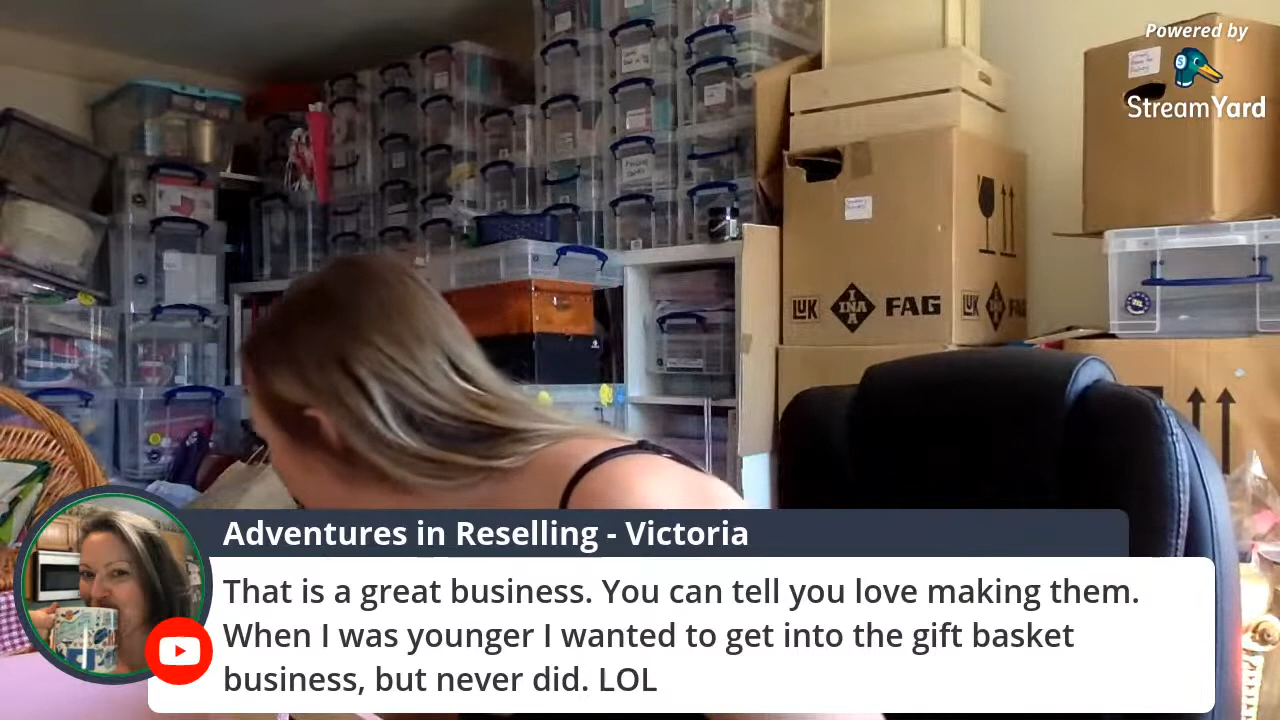 Powered by
StreamYard
LUK INA FAG LUK
Adventures in Reselling - Victoria
That is a great business. You can tell you love making them.
When I was younger I wanted to get into the gift basket
business, but never did. LOL